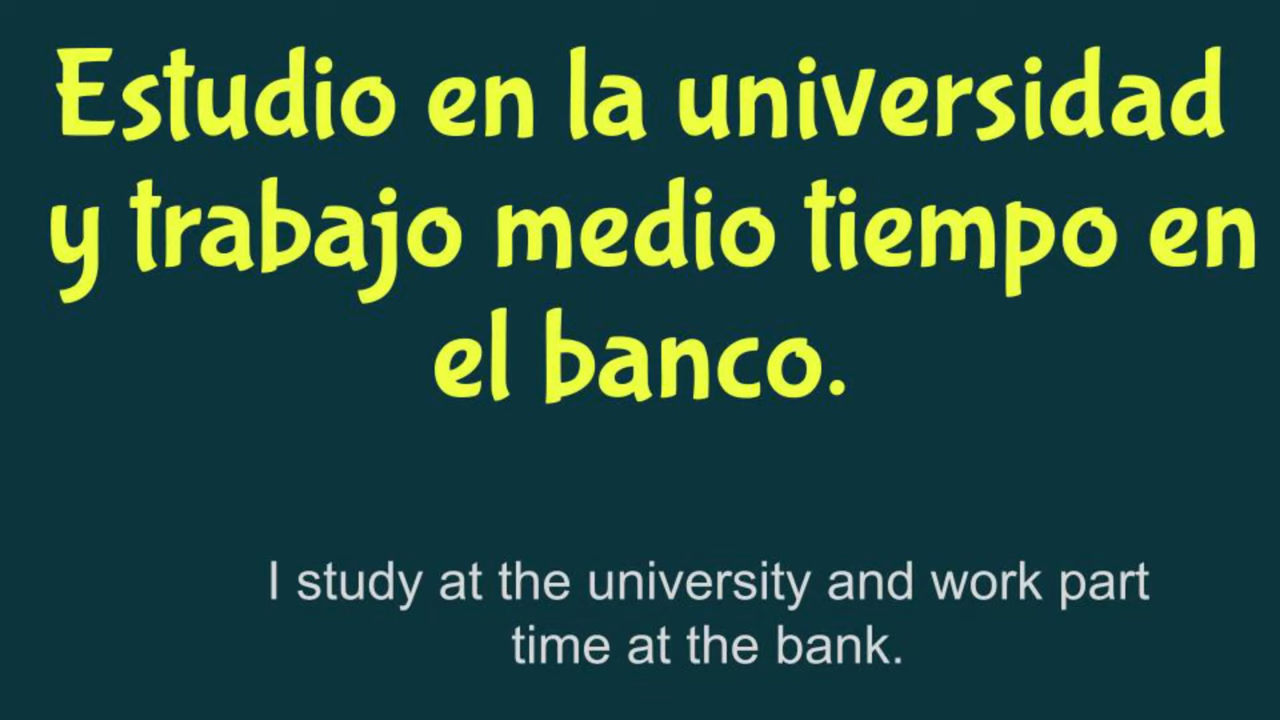 Estudio en la universidad
y trabajo medio tiempo en
el banco.
I study at the university and work part
time at the bank.